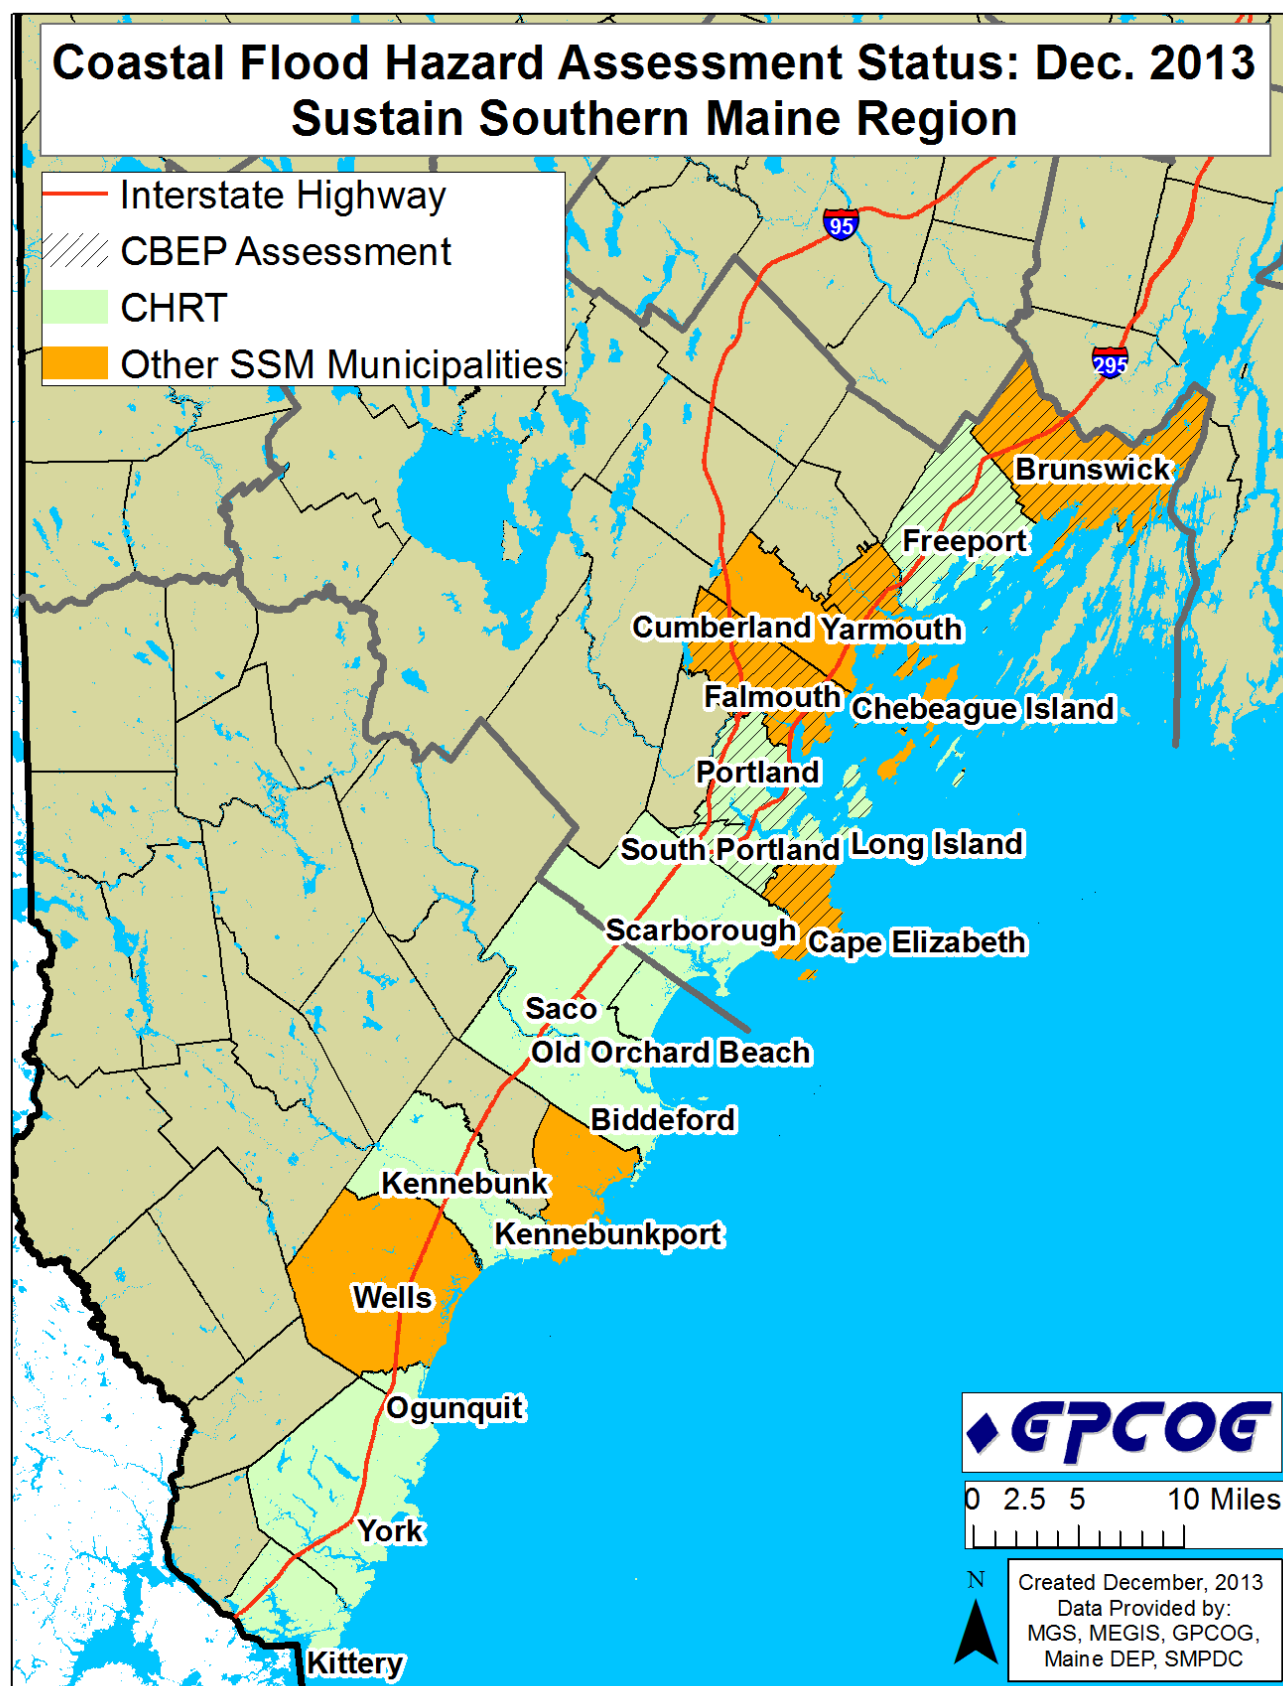 Coastal Flood Hazard Assessment Status: Dec. 2013
Sustain Southern Maine Region
Interstate Highway
CBEP Assessment
CHRT
Other SSM Municipalities
95
295
Brunswick
Freeport
Cumberland
Yarmouth
Falmouth
Chebeague Island
Portland
South Portland
Long Island
Scarborough
Cape Elizabeth
Saco
Old Orchard Beach
Biddeford
Kennebunk
Kennebunkport
Wells
Ogunquit
York
Kittery
GPCOG
0 2.5 5 10 Miles
N
Created December, 2013
Data Provided by:
MGS, MEGIS, GPCOG,
Maine DEP, SMPDC